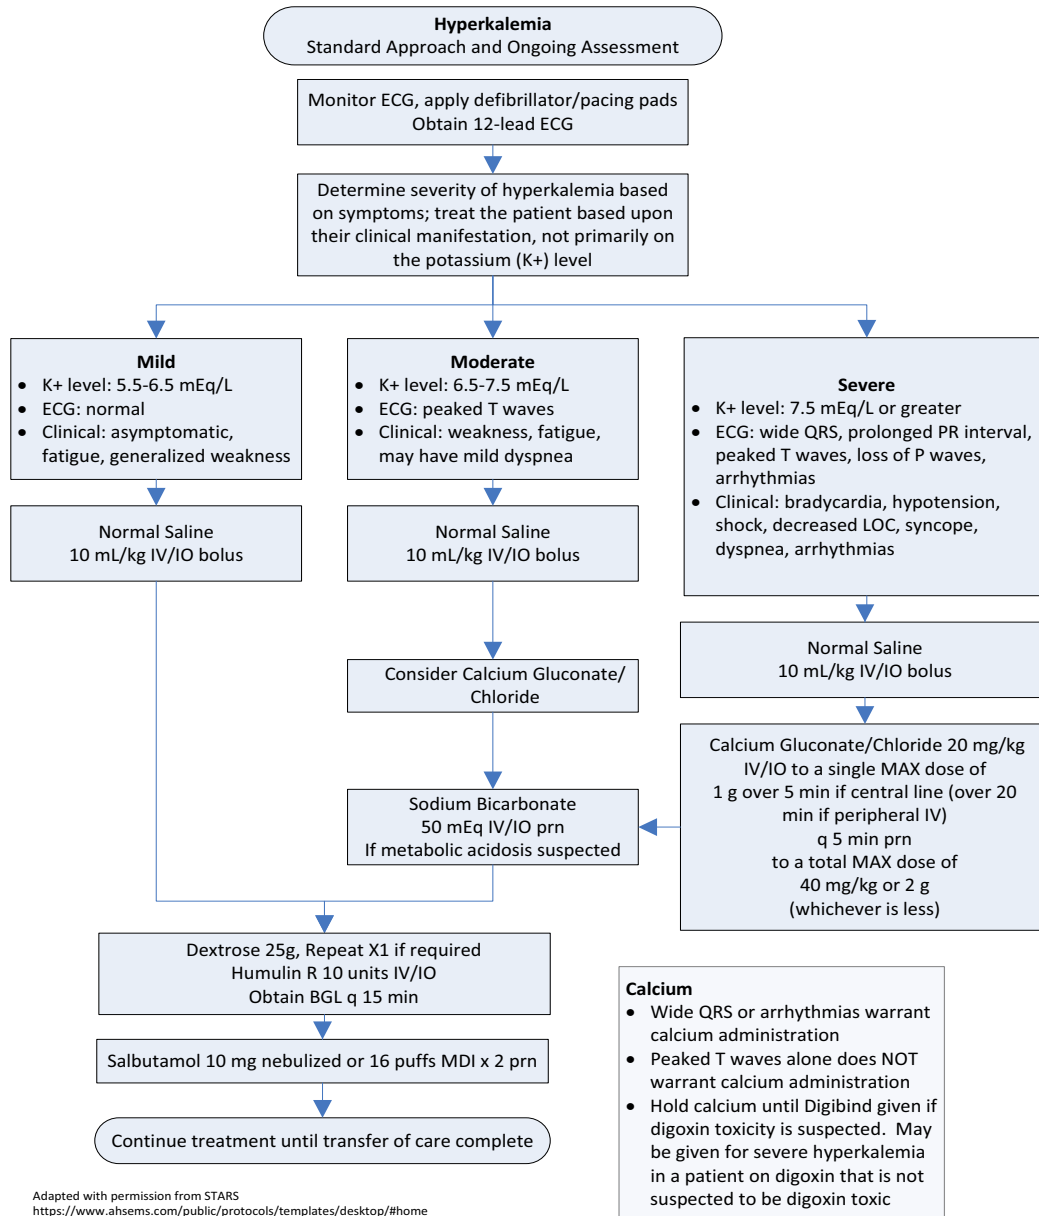 Hyperkalemia
Standard Approach and Ongoing Assessment
Monitor ECG, apply defibrillator/pacing pads
Obtain 12-lead ECG
Determine severity of hyperkalemia based
on symptoms; treat the patient based upon
their clinical manifestation, not primarily on
the potassium (K+) level
Mild
• K+ level: 5.5-6.5 mEq/L
• ECG: normal
• Clinical: asymptomatic,
fatigue, generalized weakness
Moderate
• K+ level: 6.5-7.5 mEq/L
• ECG: peaked T waves
• Clinical: weakness, fatigue,
may have mild dyspnea
Severe
• K+ level: 7.5 mEq/L or greater
• ECG: wide QRS, prolonged PR interval,
peaked T waves, loss of P waves,
arrhythmias
• Clinical: bradycardia, hypotension,
shock, decreased LOC, syncope,
dyspnea, arrhythmias
Normal Saline
10 mL/kg IV/IO bolus
Normal Saline
10 mL/kg IV/IO bolus
Normal Saline
10 mL/kg IV/IO bolus
Consider Calcium Gluconate/
Chloride
Calcium Gluconate/Chloride 20 mg/kg
IV/IO to a single MAX dose of
1 g over 5 min if central line (over 20
min if peripheral IV)
q 5 min prn
to a total MAX dose of
40 mg/kg or 2 g
(whichever is less)
Sodium Bicarbonate
50 mEq IV/IO prn
If metabolic acidosis suspected
Dextrose 25g, Repeat X1 if required
Humulin R 10 units IV/IO
Obtain BGL q 15 min
Salbutamol 10 mg nebulized or 16 puffs MDI x 2 prn
Continue treatment until transfer of care complete
Calcium
• Wide QRS or arrhythmias warrant
calcium administration
• Peaked T waves alone does NOT
warrant calcium administration
• Hold calcium until Digibind given if
digoxin toxicity is suspected. May
be given for severe hyperkalemia
in a patient on digoxin that is not
suspected to be digoxin toxic
Adapted with permission from STARS
https://www.ahsems.com/public/protocols/templates/desktop/#home